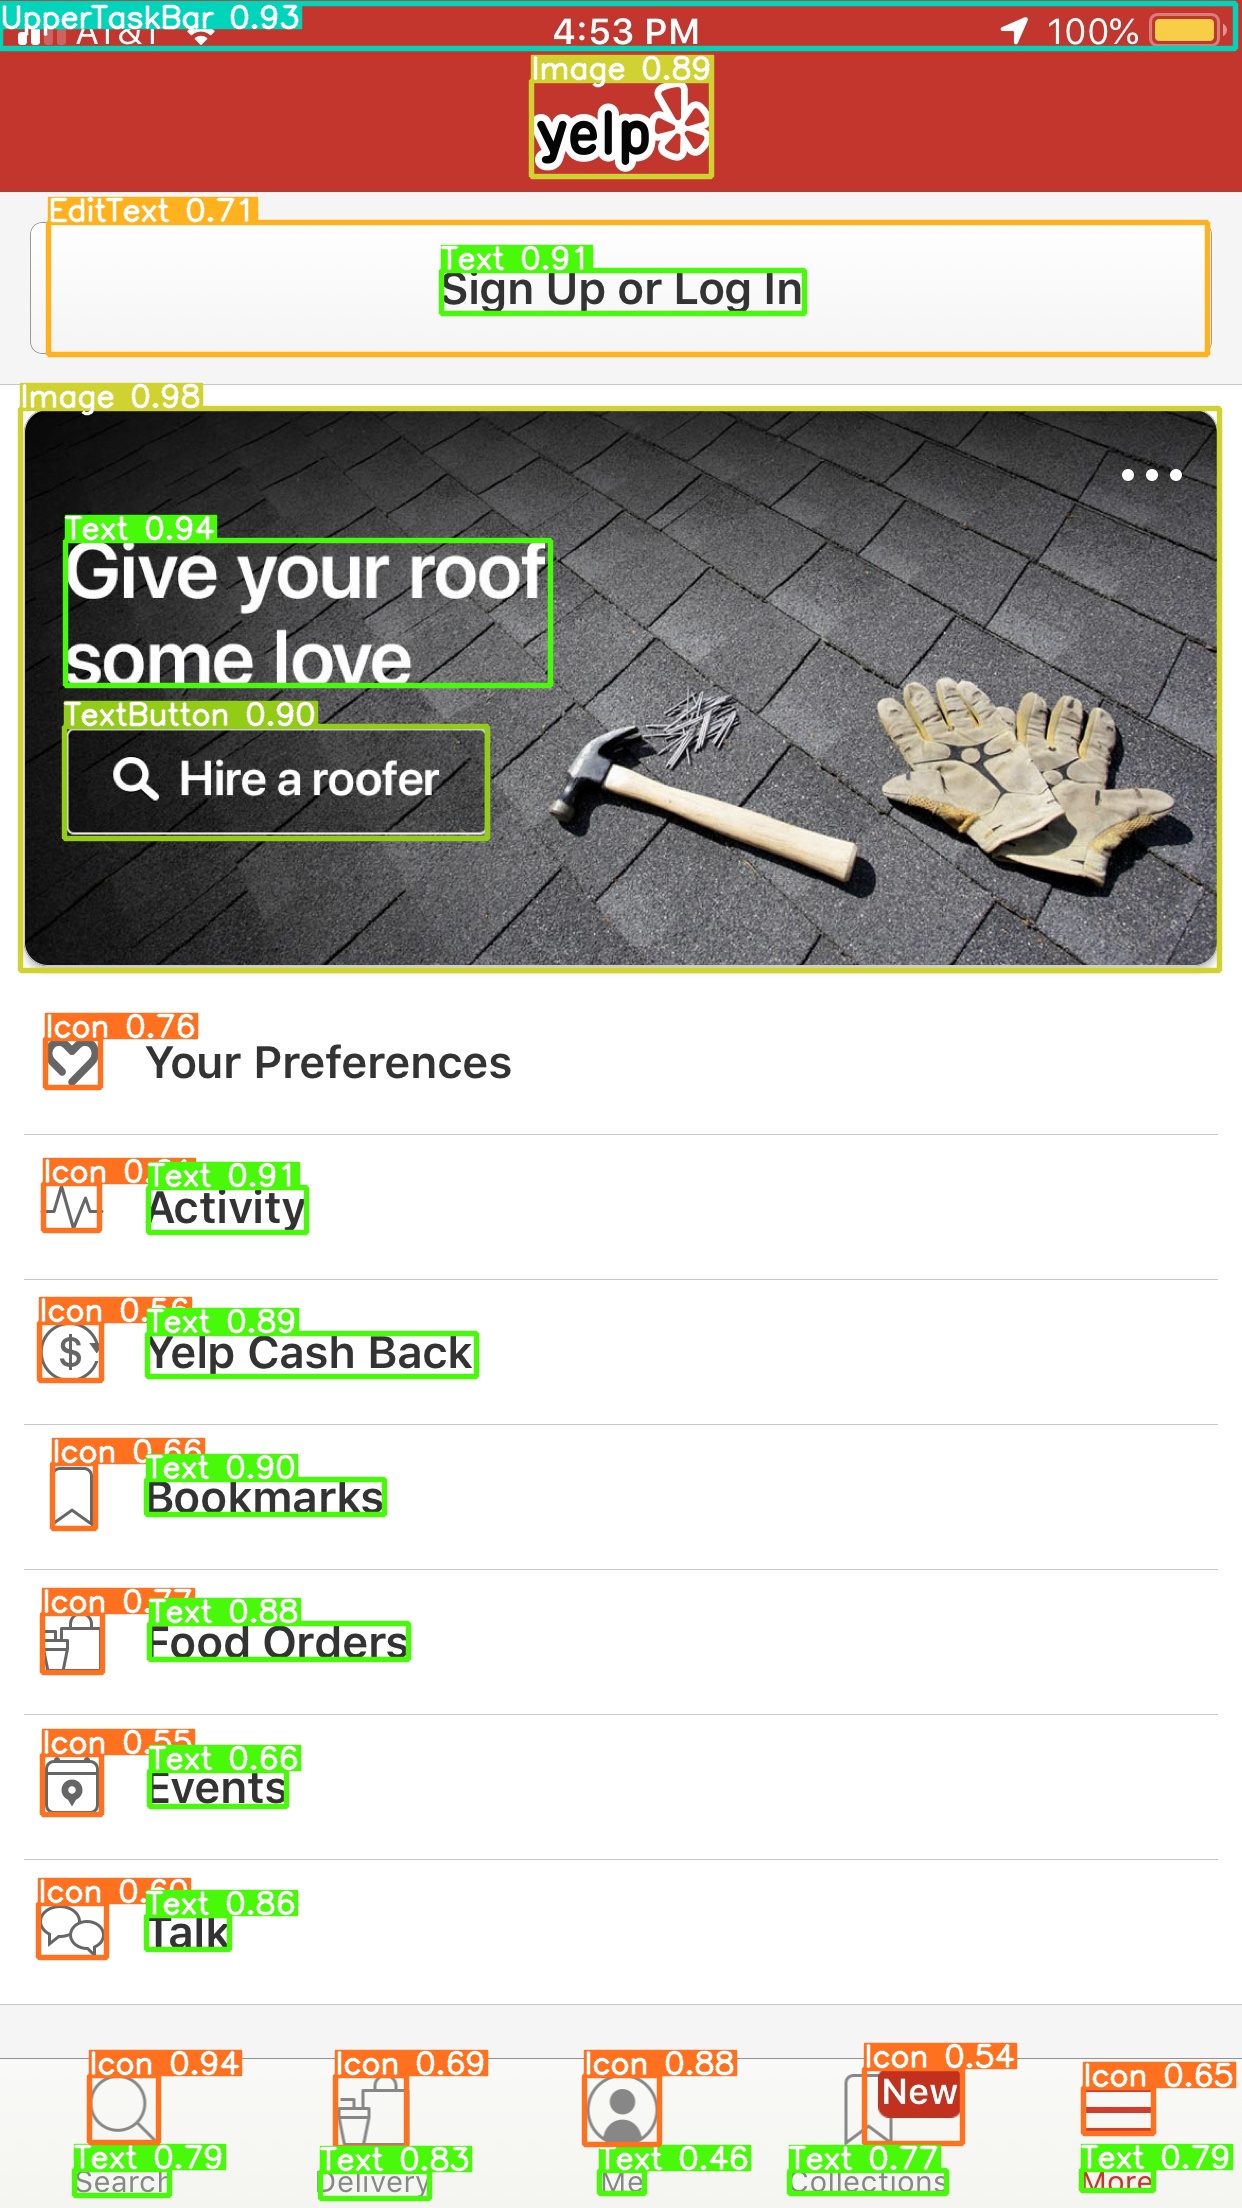 UpperTaskBar 0.93
AT&T
4:53 PM
100%
Image 0.89
yelp
EditText 0.71
Text 0.91
Sign Up or Log In
Image 0.98
Text 0.94
Give your roof
some love
TextButton 0.90
Hire a roofer
Icon 0.76
Your Preferences
Text 0.91
Activity
Icon 0.56
Text 0.89
Yelp Cash Back
Icon 0.66
Text 0.90
Bookmarks
Icon 0.77
Text 0.88
Food Orders
Icon 0.55
Text 0.66
Events
Icon 0.60
Text 0.86
Talk
Icon 0.94 Icon 0.69 Icon 0.88 Icon 0.54 Icon 0.65
New
Text 0.79 Text 0.83 Text 0.46 Text 0.77 Text 0.79
Search Delivery Me Collections More